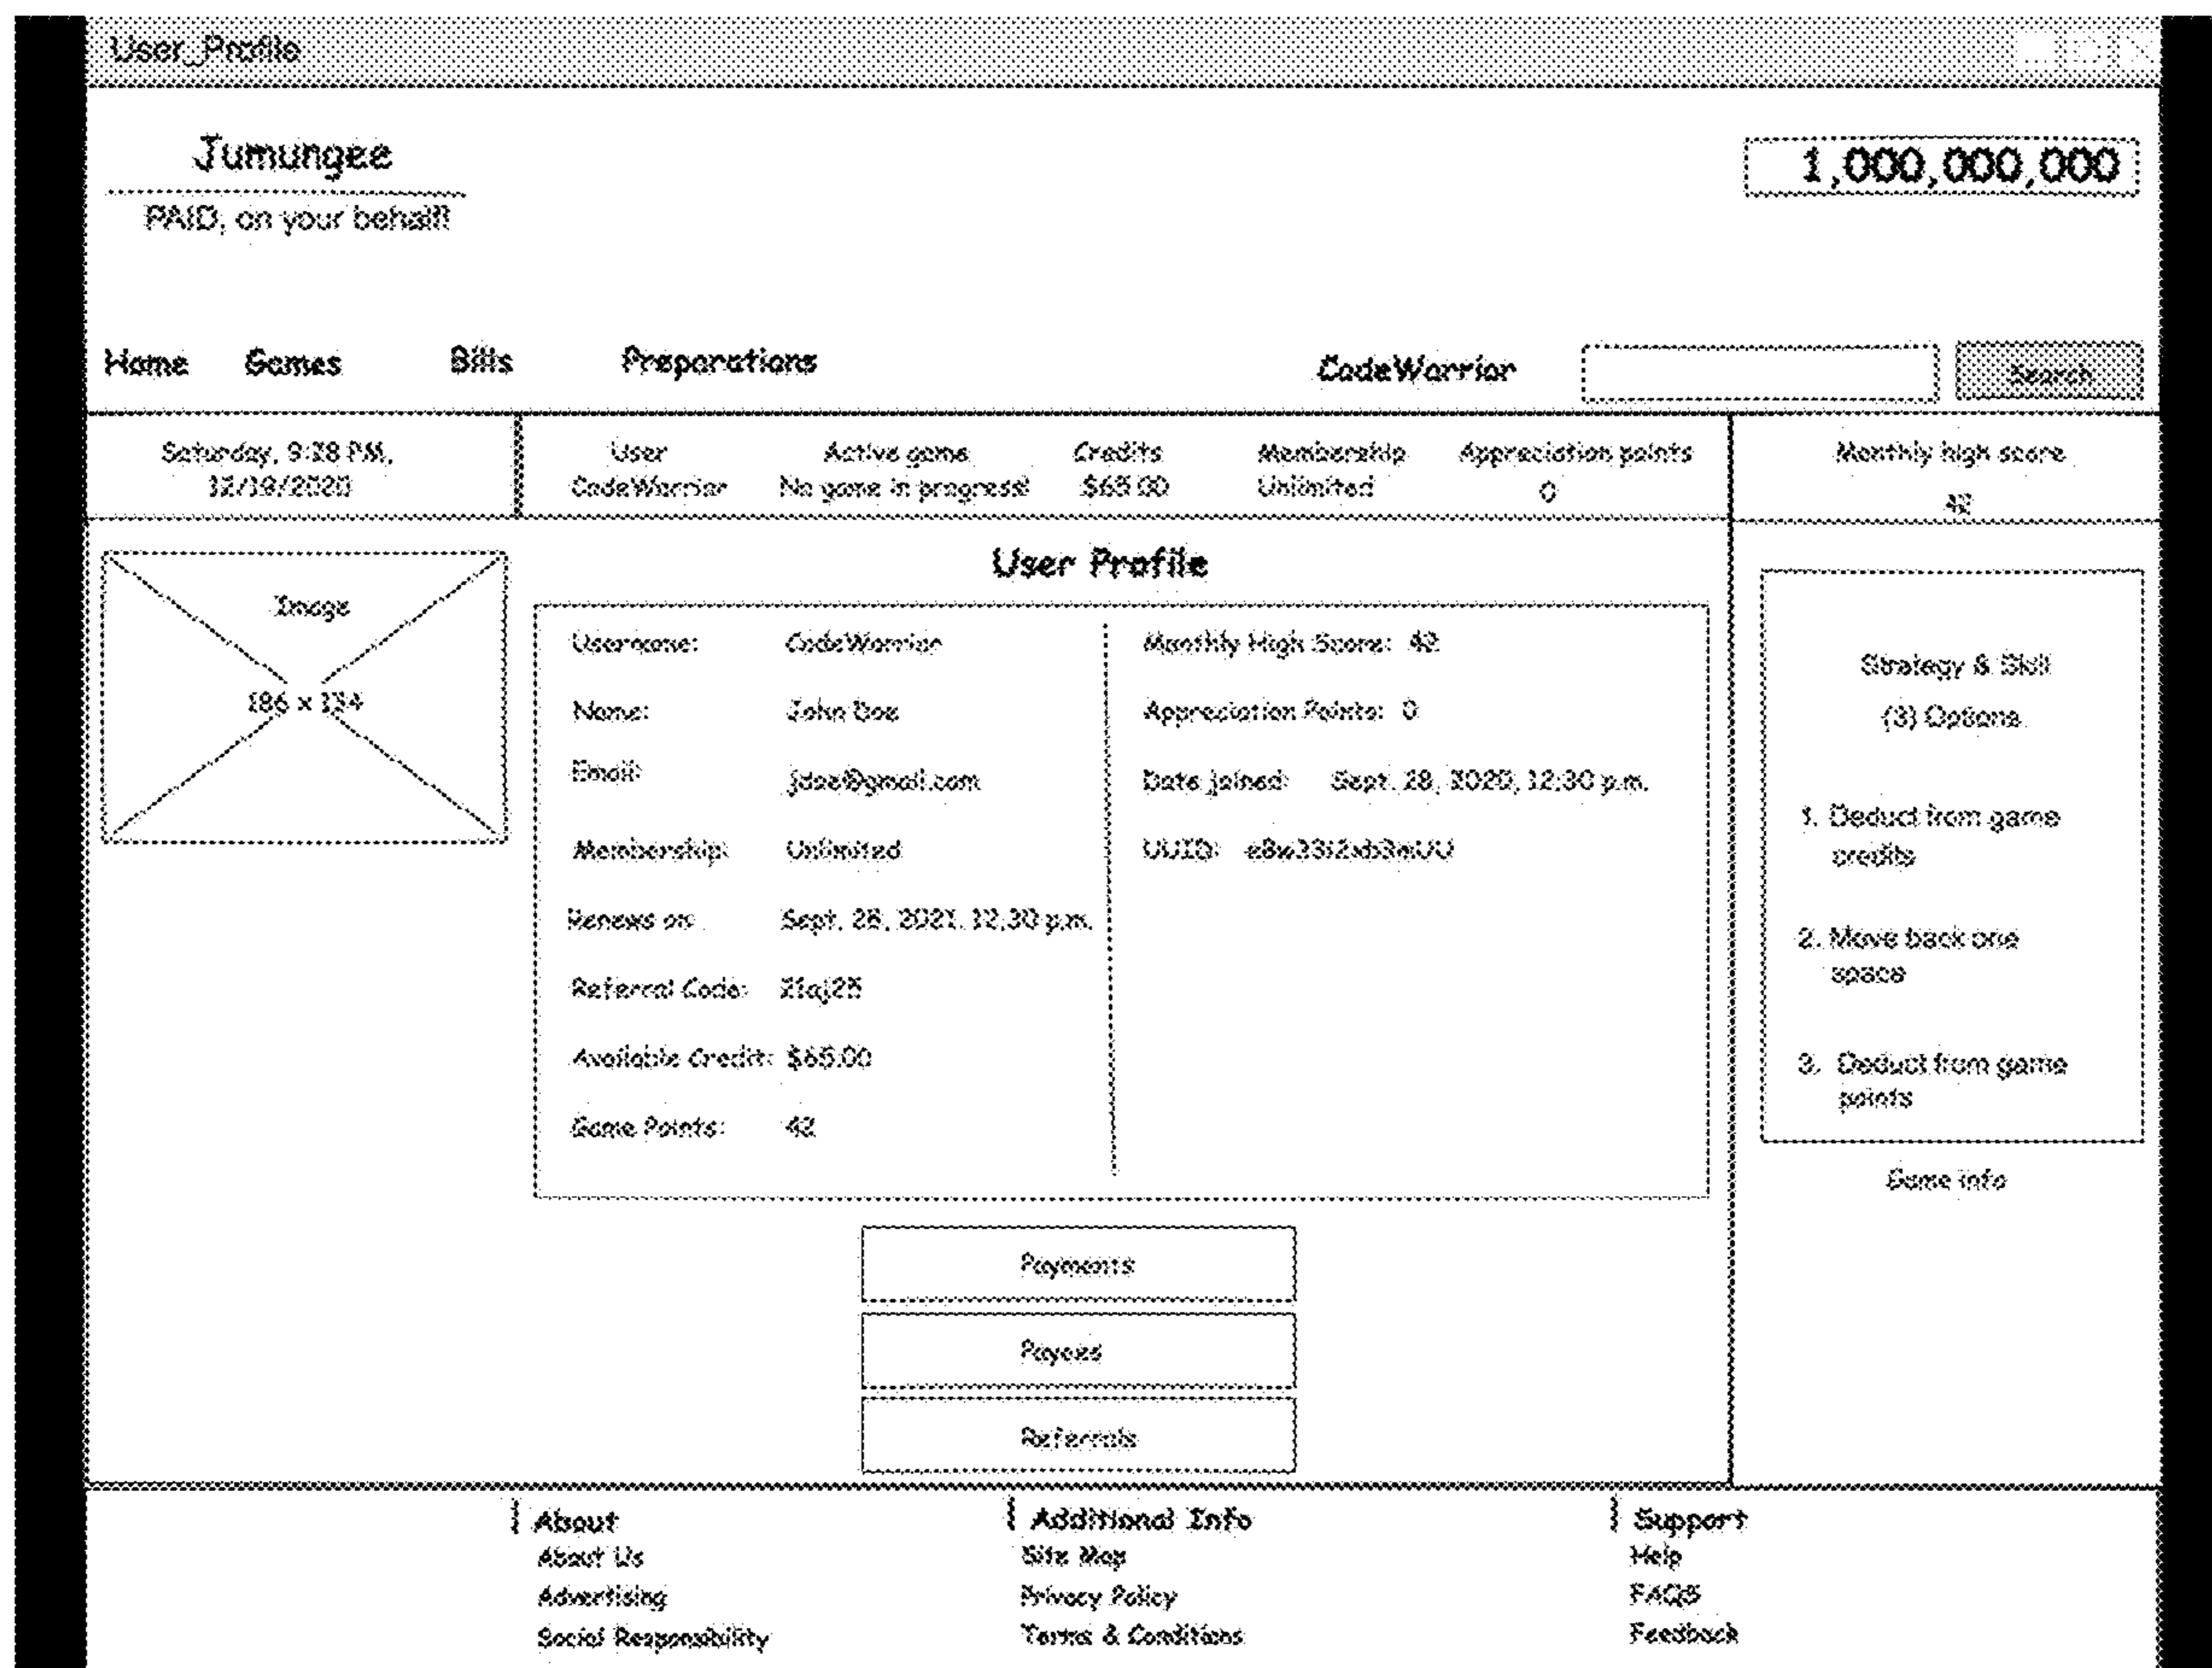 User_Profile
Jumungee
1,000,000,000
PAID, on your behalf!
Home Games Bills Preparations CodeWarrior Search
Saturday, 9:28 PM,
12/19/2020
User Active game Credits Membership Appreciation points
CodeWarrior No game in progress! $65.00 Unlimited 0
Monthly high score
42
Image
186 x 134
User Profile
Username: CodeWarrior
Name: John Doe
Email: jdoe@gmail.com
Membership: Unlimited
Renews on Sept. 28, 2021, 12:30 p.m.
Referral Code:
Available Credit: $65.00
Game Points: 42
Monthly High Score: 42
Appreciation Points: 0
Date joined: Sept. 28, 2020, 12:30 p.m.
UUID:
Strategy & Skill
(3) Options
1. Deduct from game
credits
2. Move back one
space
3. Deduct from game
points
Game info
Payments
Payees
Referrals
About
About Us
Advertising
Social Responsibility
Additional Info
Site Map
Privacy Policy
Terms & Conditions
Support
Help
FAQS
Feedback